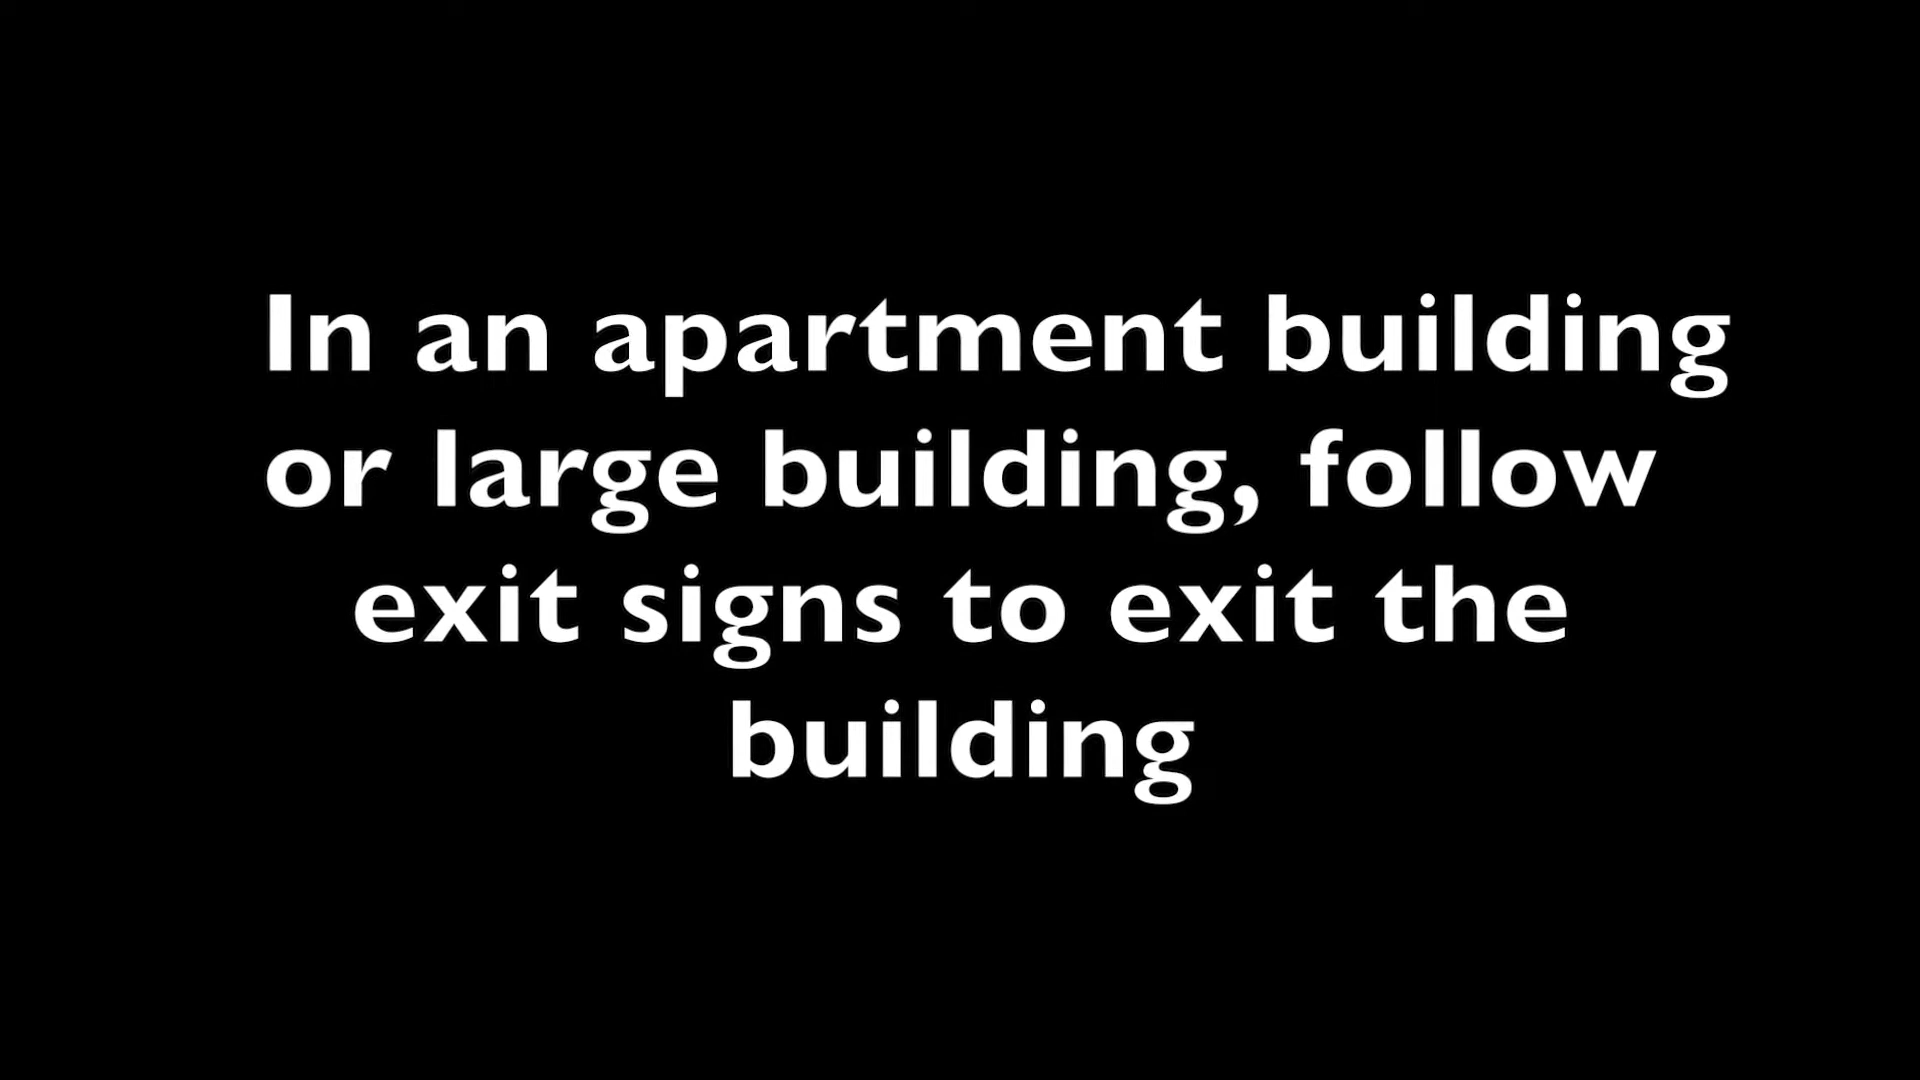 In an apartment building
or large building, follow
exit signs to exit the
building